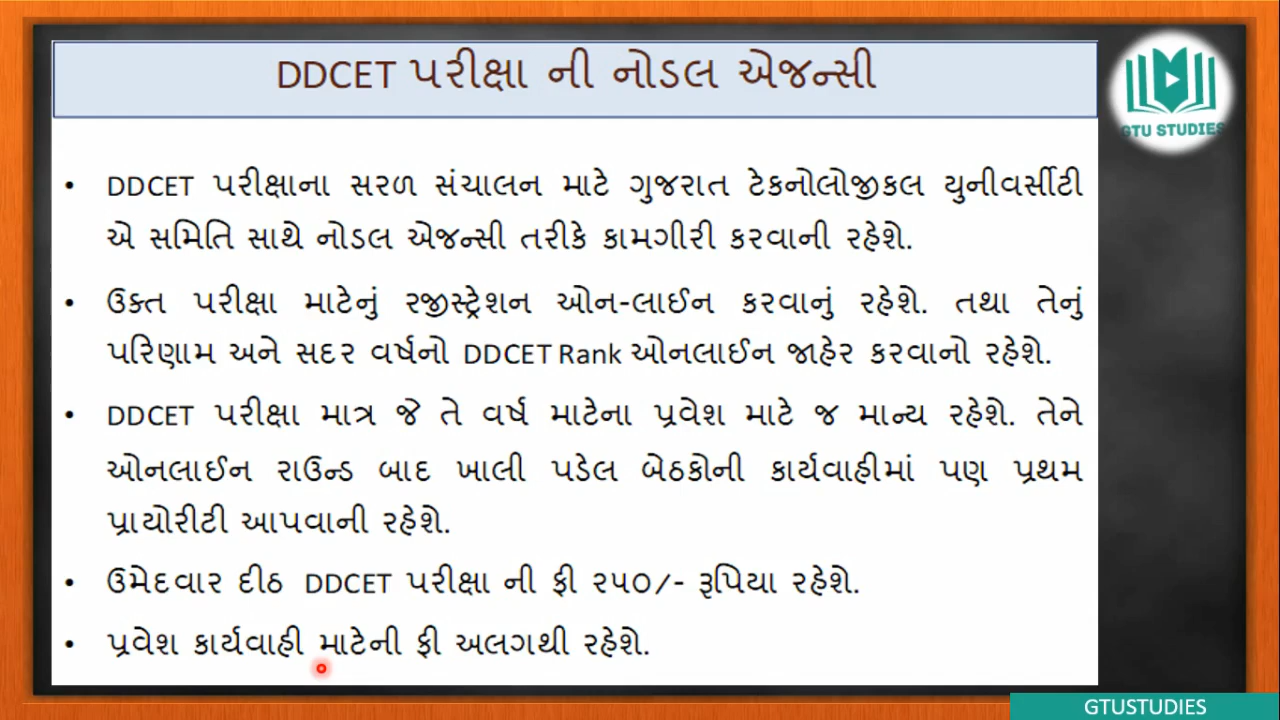 DDCET પરીક્ષા ની નોડલ એજન્સી
GTU STUDIES
• DDCET પરીક્ષાના સરળ સંચાલન માટે ગુજરાત ટેકનોલોજીકલ યુનીવર્સીટી
એ સમિતિ સાથે નોડલ એજન્સી તરીકે કામગીરી કરવાની રહેશે.
• ઉક્ત પરીક્ષા માટેનું રજીસ્ટ્રેશન ઓન-લાઈન કરવાનું રહેશે. તથા તેનું
પરિણામ અને સદર વર્ષનો DDCET Rank ઓનલાઈન જાહેર કરવાનો રહેશે.
• DDCET પરીક્ષા માત્ર જે તે વર્ષ માટેના પ્રવેશ માટે જ માન્ય રહેશે. તેને
ઓનલાઈન રાઉન્ડ બાદ ખાલી પડેલ બેઠકોની કાર્યવાહીમાં પણ પ્રથમ
પ્રાયોરીટી આપવાની રહેશે.
• ઉમેદવાર દીઠ DDCET પરીક્ષા ની ફી ૨૫૦/- રૂપિયા રહેશે.
• પ્રવેશ કાર્યવાહી માટેની ફી અલગથી રહેશે.
GTUSTUDIES